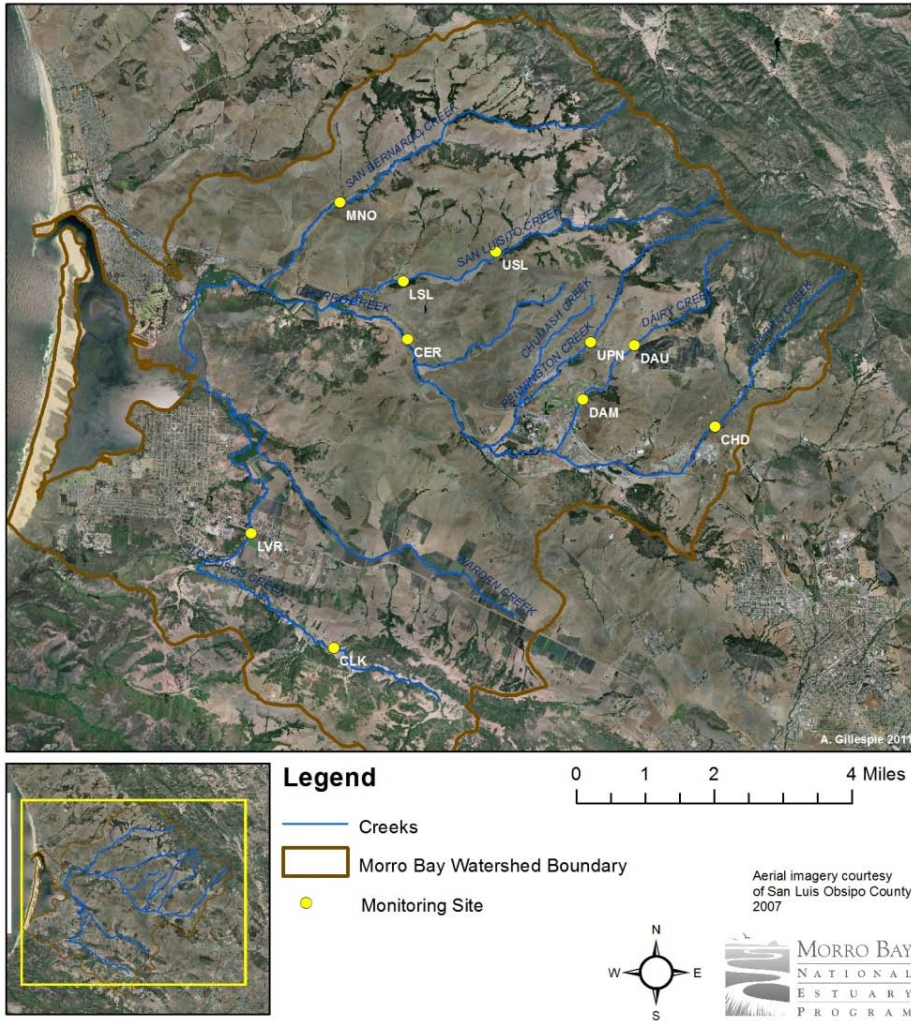 SAN BERNARDO CREEK
MNO
SAN LUISITO CREEK
USL
LSL
CHORRO CREEK
CER
CHUMASH CREEK
DAIRY CREEK
CHORRO CREEK
UPN
DAU
PENNINGTON CREEK
DAM
CHD
LVR
LOS OSOS CREEK
WARDEN CREEK
CLK
A. Gillespie 2011
Legend
Creeks
Morro Bay Watershed Boundary
Monitoring Site
0 1 2 4 Miles
Aerial imagery courtesy
of San Luis Obsipo County
2007
N
W E
S
MORRO BAY
NATIONAL
ESTUARY
PROGRAM